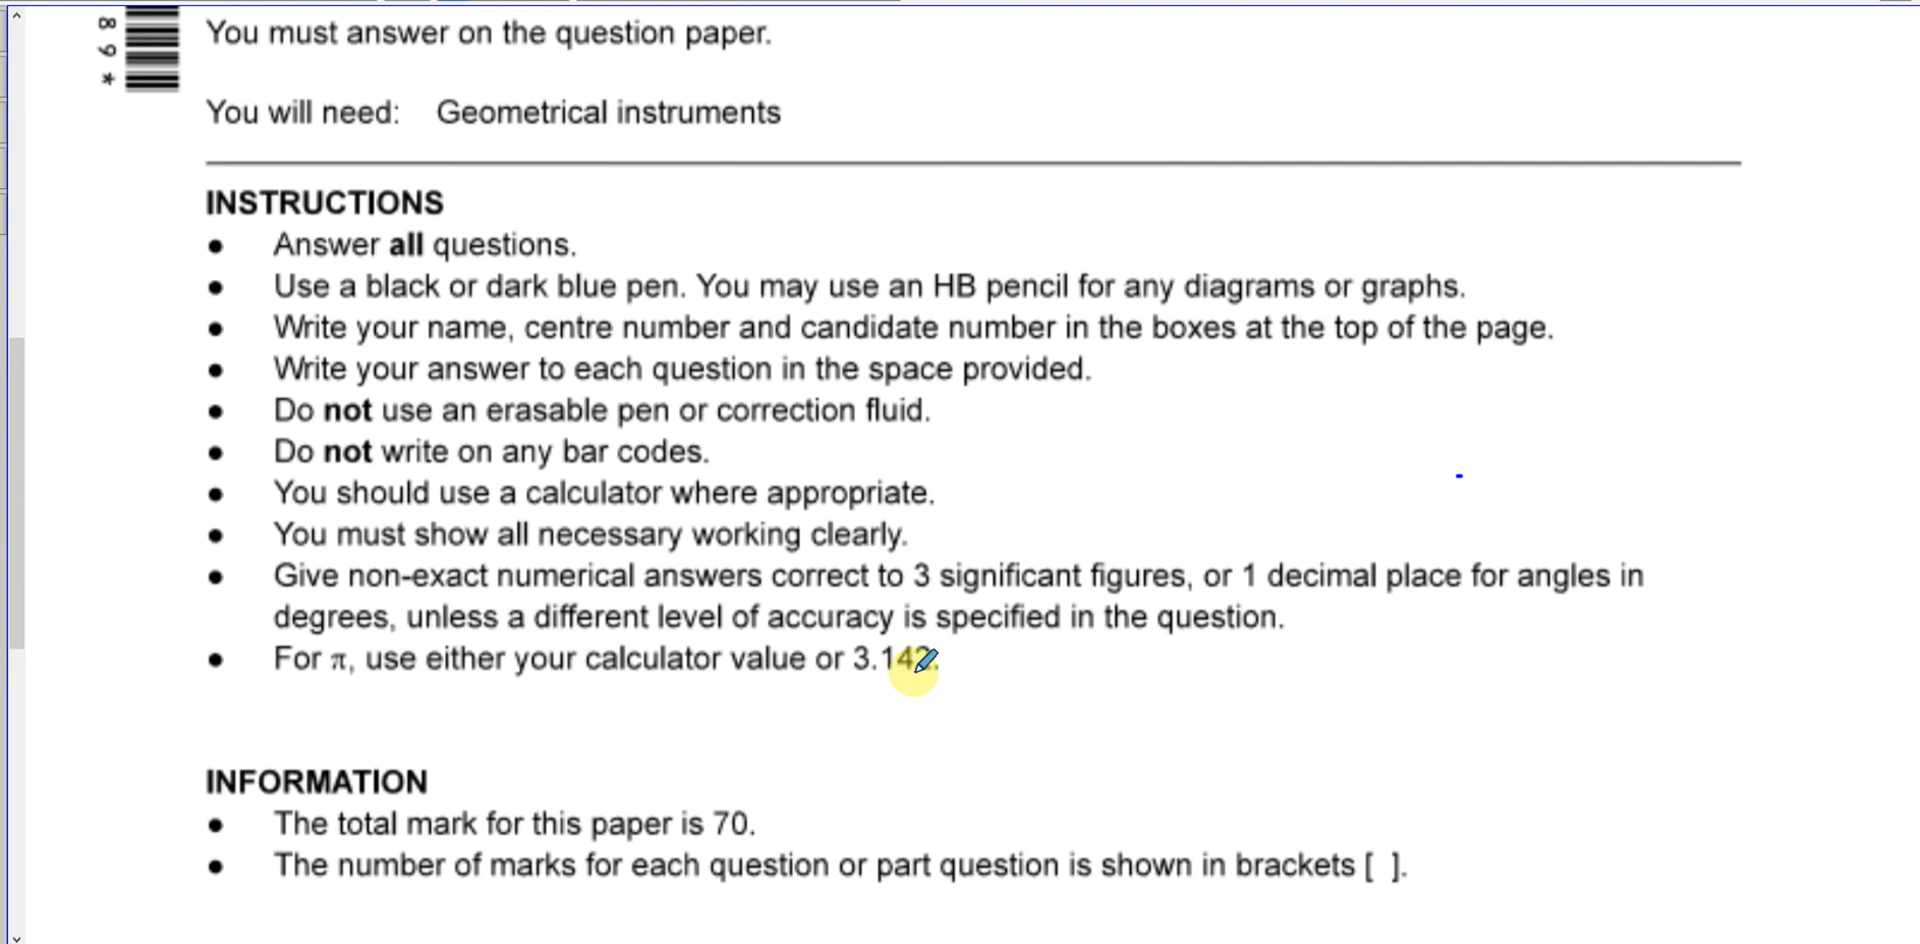 8 9 *
You must answer on the question paper.
You will need: Geometrical instruments
INSTRUCTIONS
● Answer all questions.
● Use a black or dark blue pen. You may use an HB pencil for any diagrams or graphs.
● Write your name, centre number and candidate number in the boxes at the top of the page.
● Write your answer to each question in the space provided.
● Do not use an erasable pen or correction fluid.
● Do not write on any bar codes.
● You should use a calculator where appropriate.
● You must show all necessary working clearly.
● Give non-exact numerical answers correct to 3 significant figures, or 1 decimal place for angles in
degrees, unless a different level of accuracy is specified in the question.
● For π, use either your calculator value or 3.142.
INFORMATION
● The total mark for this paper is 70.
● The number of marks for each question or part question is shown in brackets [ ].